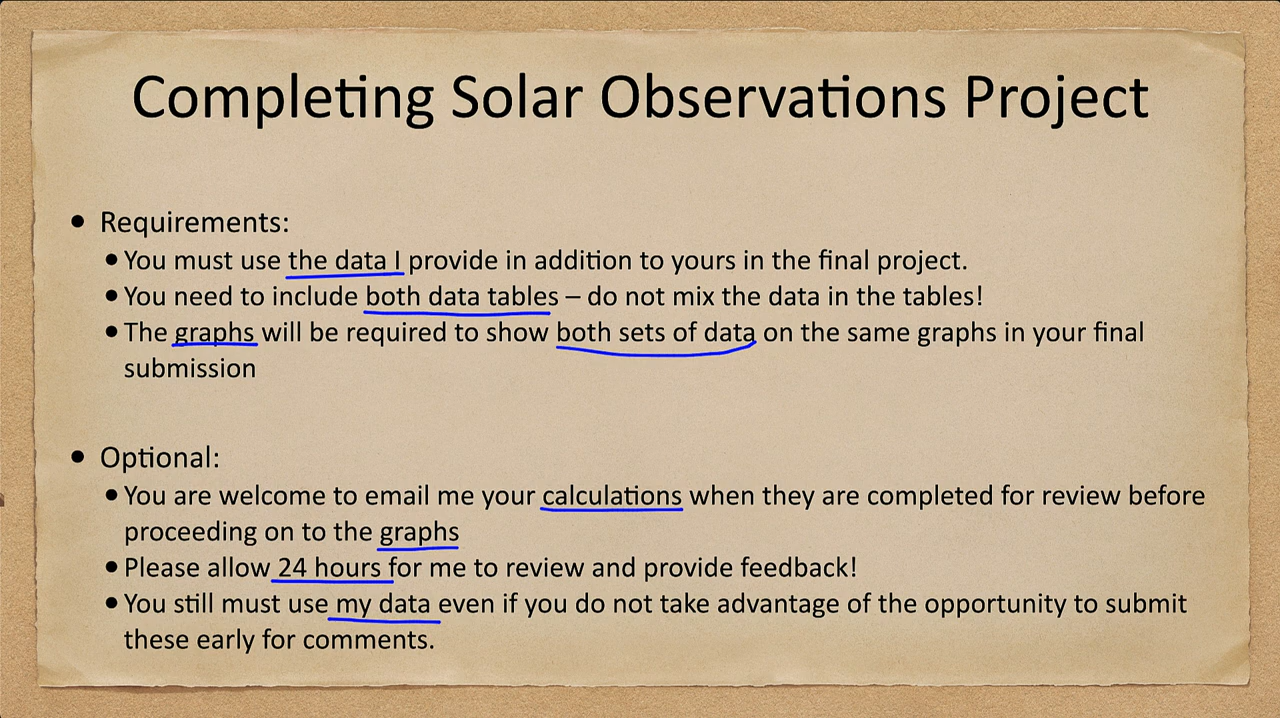 Completing Solar Observations Project
• Requirements:
• You must use the data I provide in addition to yours in the final project.
• You need to include both data tables – do not mix the data in the tables!
• The graphs will be required to show both sets of data on the same graphs in your final
submission
• Optional:
• You are welcome to email me your calculations when they are completed for review before
proceeding on to the graphs
• Please allow 24 hours for me to review and provide feedback!
• You still must use my data even if you do not take advantage of the opportunity to submit
these early for comments.